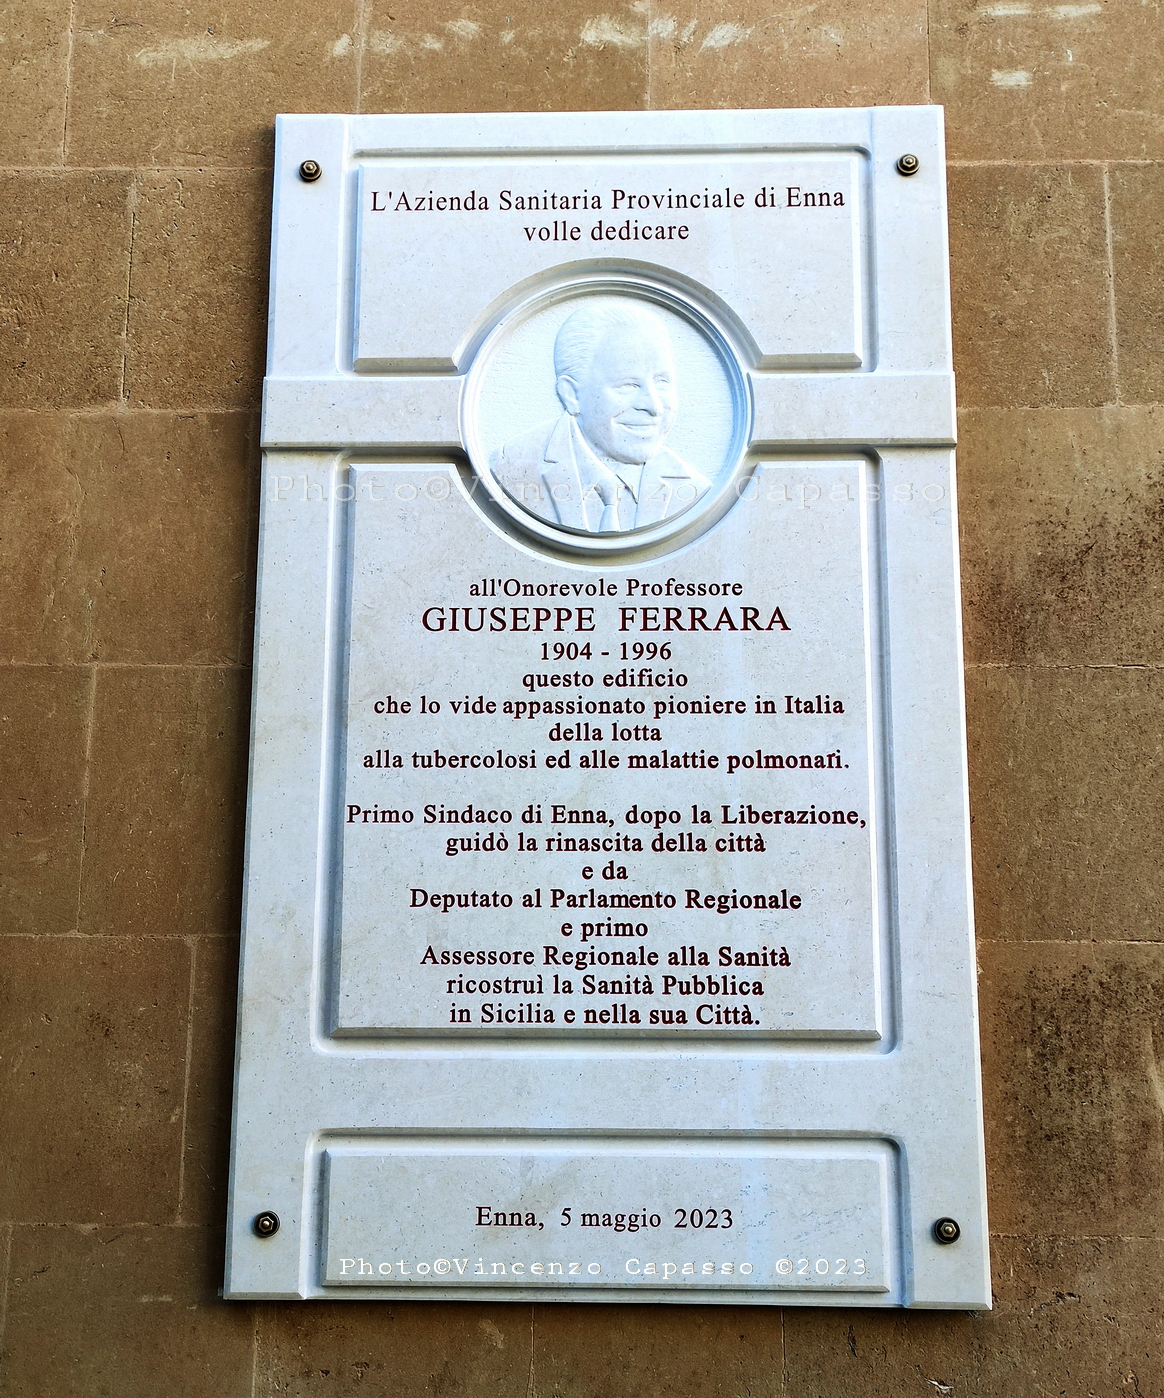 L'Azienda Sanitaria Provinciale di Enna
volle dedicare
Photo©Vincenzo Capasso
all'Onorevole Professore
GIUSEPPE FERRARA
1904 - 1996
questo edificio
che lo vide appassionato pioniere in Italia
della lotta
alla tubercolosi ed alle malattie polmonari.
Primo Sindaco di Enna, dopo la Liberazione,
guidò la rinascita della città
e da
Deputato al Parlamento Regionale
e primo
Assessore Regionale alla Sanità
ricostruì la Sanità Pubblica
in Sicilia e nella sua Città.
Enna, 5 maggio 2023
Photo©Vincenzo Capasso ©2023